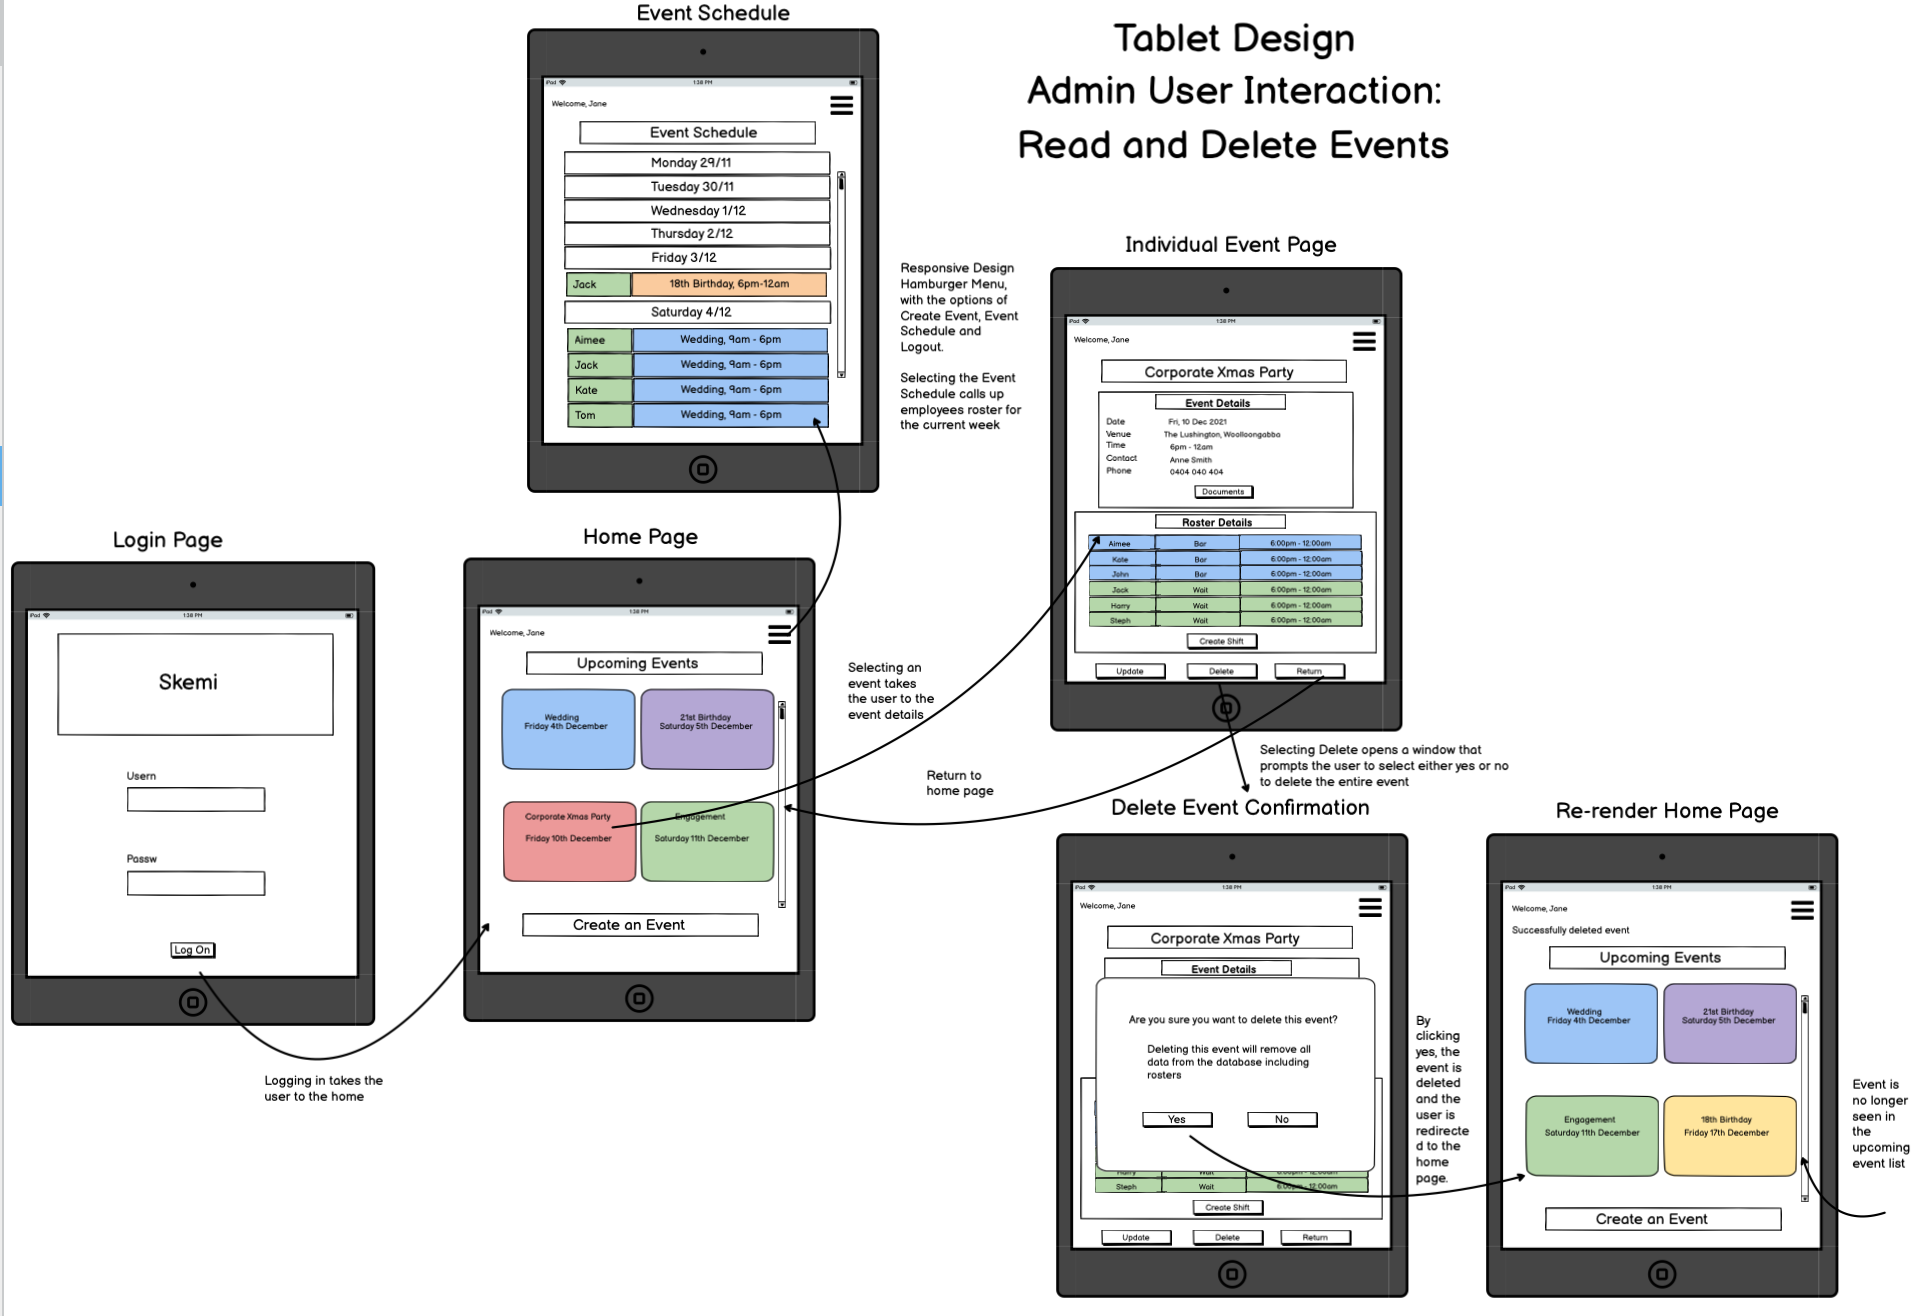 Event Schedule
iPad
1:38 PM
Welcome, Jane
Event Schedule
Monday 29/11
Tuesday 30/11
Wednesday 1/12
Thursday 2/12
Friday 3/12
Jack 18th Birthday, 6pm-12am
Saturday 4/12
Aimee Wedding, 9am - 6pm
Jack Wedding, 9am - 6pm
Kate Wedding, 9am - 6pm
Tom Wedding, 9am - 6pm
Tablet Design
Admin User Interaction:
Read and Delete Events
Responsive Design
Hamburger Menu,
with the options of
Create Event, Event
Schedule and
Logout.
Selecting the Event
Schedule calls up
employees roster for
the current week
Individual Event Page
iPad
1:38 PM
Welcome, Jane
Corporate Xmas Party
Event Details
Date Fri, 10 Dec 2021
Venue The Lushington, Woolloongabba
Time 6pm - 12am
Contact Anne Smith
Phone 0404 040 404
Documents
Roster Details
Aimee Bar 6:00pm - 12:00am
Kate Bar 6:00pm - 12:00am
John Bar 6:00pm - 12:00am
Jack Wait 6:00pm - 12:00am
Harry Wait 6:00pm - 12:00am
Steph Wait 6:00pm - 12:00am
Create Shift
Update Delete Return
Login Page
iPad
1:38 PM
Skemi
Usern
Passw
Log On
Logging in takes the
user to the home
Home Page
iPad
1:38 PM
Welcome, Jane
Upcoming Events
Wedding
Friday 4th December
21st Birthday
Saturday 5th December
Corporate Xmas Party
Friday 10th December
Engagement
Saturday 11th December
Create an Event
Selecting an
event takes
the user to the
event details
Return to
home page
Selecting Delete opens a window that
prompts the user to select either yes or no
to delete the entire event
Delete Event Confirmation
iPad
1:38 PM
Welcome, Jane
Corporate Xmas Party
Event Details
Are you sure you want to delete this event?
Deleting this event will remove all
data from the database including
rosters
Yes No
Harry Wait 6:00pm - 12:00am
Steph Wait 6:00pm - 12:00am
Create Shift
Update Delete Return
By
clicking
yes, the
event is
deleted
and the
user is
redirecte
d to the
home
page.
Re-render Home Page
iPad
1:38 PM
Welcome, Jane
Successfully deleted event
Upcoming Events
Wedding
Friday 4th December
21st Birthday
Saturday 5th December
Engagement
Saturday 11th December
18th Birthday
Friday 17th December
Create an Event
Event is
no longer
seen in
the
upcoming
event list